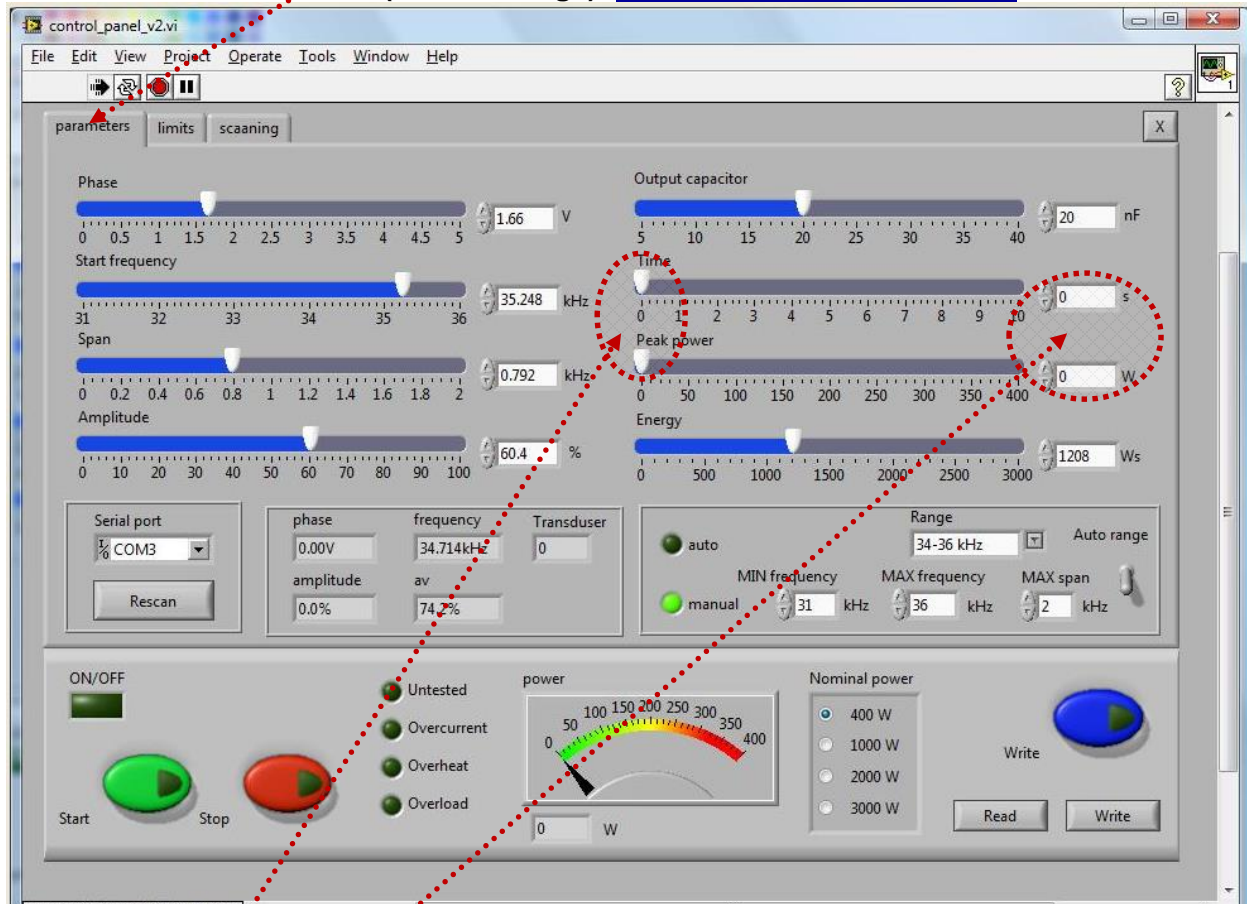 control_panel_v2.vi
File Edit View Project Operate Tools Window Help
1
parameters limits scaaning X
Phase
1.66 V
0 0.5 1 1.5 2 2.5 3 3.5 4 4.5 5
Start frequency
35.248 kHz
31 32 33 34 35 36
Span
0.792 kHz
0 0.2 0.4 0.6 0.8 1 1.2 1.4 1.6 1.8 2
Amplitude
60.4 %
0 10 20 30 40 50 60 70 80 90 100
Output capacitor
20 nF
5 10 15 20 25 30 35 40
Time
0 s
0 1 2 3 4 5 6 7 8 9 10
Peak power
0 W
0 50 100 150 200 250 300 350 400
Energy
1208 Ws
0 500 1000 1500 2000 2500 3000
Serial port
COM3
Rescan
phase frequency Transduser
0.00V 34.714kHz 0
amplitude av
0.0% 74.2%
auto
Range
34-36 kHz
Auto range
MIN frequency MAX frequency MAX span
manual 31 kHz 36 kHz 2 kHz
ON/OFF
Start Stop
Untested
Overcurrent
Overheat
Overload
power
0 50 100 150 200 250 300 350 400
0 W
Nominal power
400 W
1000 W
2000 W
3000 W
Write
Read Write